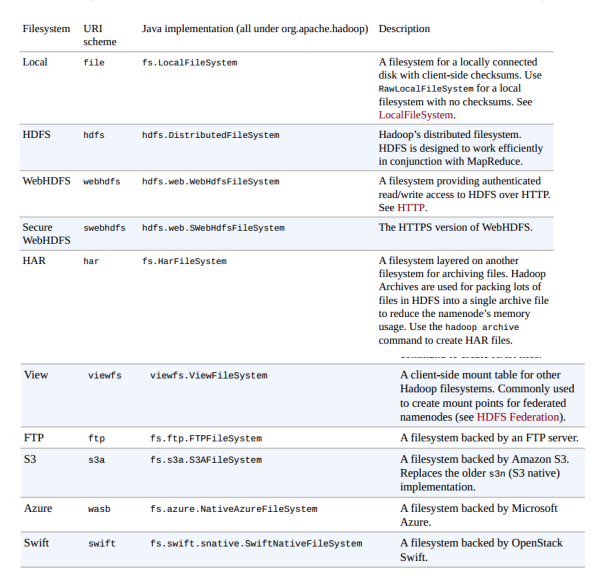 Filesystem URI scheme Java implementation (all under org.apache.hadoop) Description
Local file fs.LocalFileSystem A filesystem for a locally connected
disk with client-side checksums. Use
RawLocalFileSystem for a local
filesystem with no checksums. See
LocalFileSystem.
HDFS hdfs hdfs.DistributedFileSystem Hadoop's distributed filesystem.
HDFS is designed to work efficiently
in conjunction with MapReduce.
WebHDFS webhdfs hdfs.web.WebHdfsFileSystem A filesystem providing authenticated
read/write access to HDFS over HTTP.
See HTTP.
Secure WebHDFS swebhdfs hdfs.web.SWebHdfsFileSystem The HTTPS version of WebHDFS.
HAR har fs.HarFileSystem A filesystem layered on another
filesystem for archiving files. Hadoop
Archives are used for packing lots of
files in HDFS into a single archive file
to reduce the namenode's memory
usage. Use the hadoop archive
command to create HAR files.
View viewfs viewfs.ViewFileSystem A client-side mount table for other
Hadoop filesystems. Commonly used
to create mount points for federated
namenodes (see HDFS Federation).
FTP ftp fs.ftp.FTPFileSystem A filesystem backed by an FTP server.
S3 s3a fs.s3a.S3AFileSystem A filesystem backed by Amazon S3.
Replaces the older s3n (S3 native)
implementation.
Azure wasb fs.azure.NativeAzureFileSystem A filesystem backed by Microsoft
Azure.
Swift swift fs.swift.snative.SwiftNativeFileSystem A filesystem backed by OpenStack
Swift.